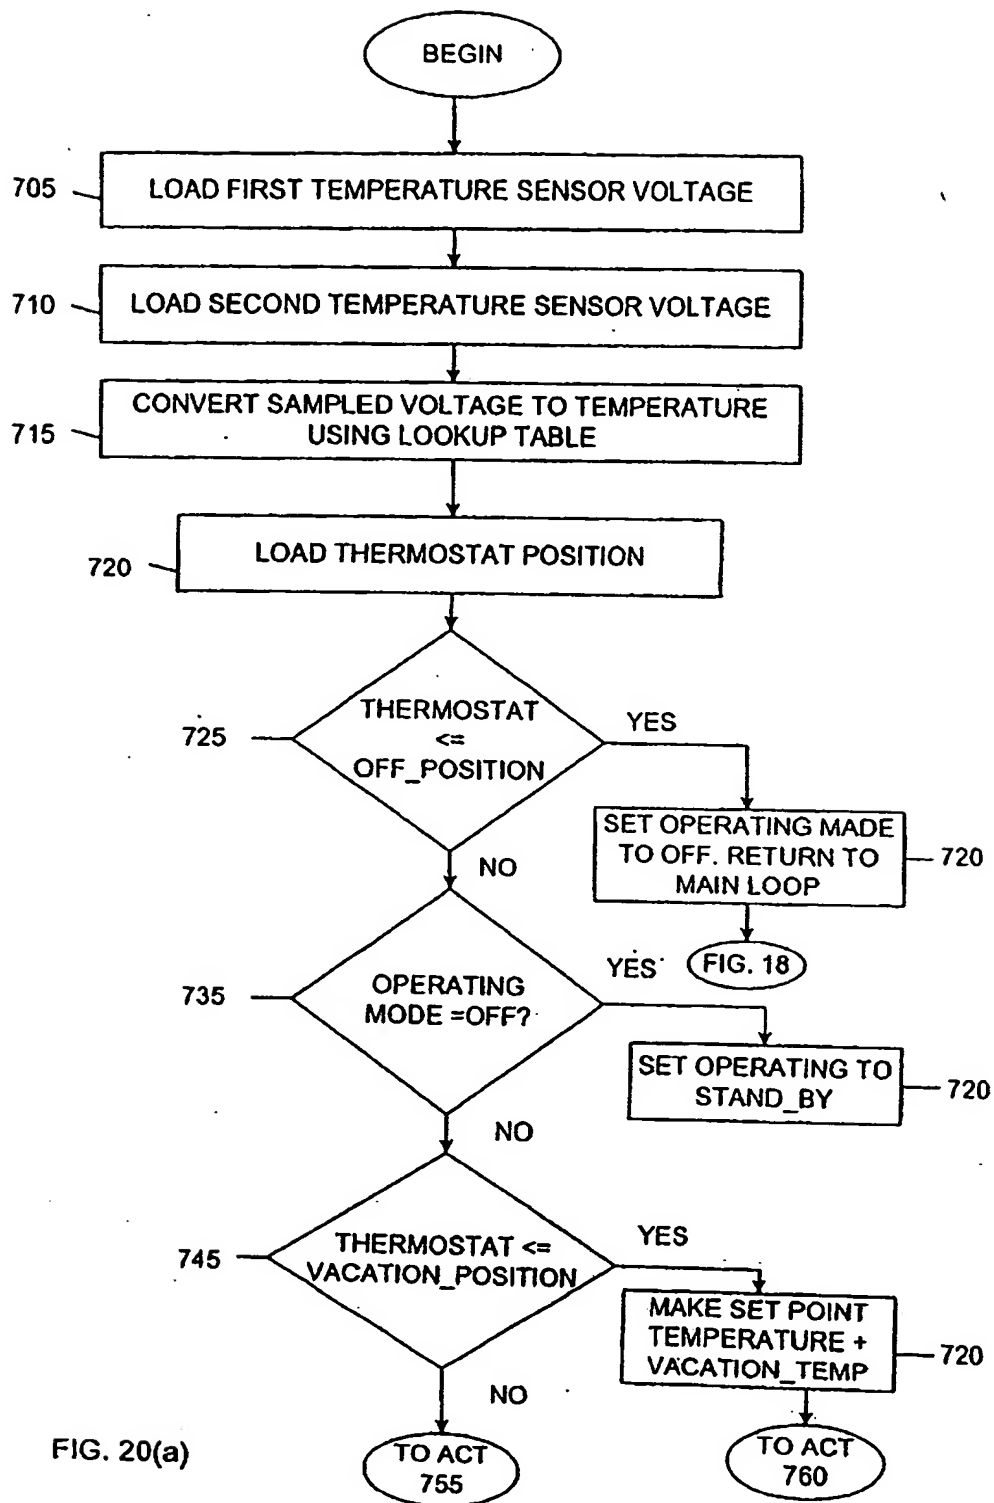 BEGIN
705
LOAD FIRST TEMPERATURE SENSOR VOLTAGE
710
LOAD SECOND TEMPERATURE SENSOR VOLTAGE
715
CONVERT SAMPLED VOLTAGE TO TEMPERATURE
USING LOOKUP TABLE
720
LOAD THERMOSTAT POSITION
725
THERMOSTAT
<=
OFF_POSITION
YES
SET OPERATING MADE
TO OFF. RETURN TO
MAIN LOOP
720
NO
FIG. 18
735
OPERATING
MODE =OFF?
YES
SET OPERATING TO
STAND_BY
720
NO
745
THERMOSTAT <=
VACATION_POSITION
YES
MAKE SET POINT
TEMPERATURE +
VACATION_TEMP
720
NO
TO ACT
755
TO ACT
760
FIG. 20(a)